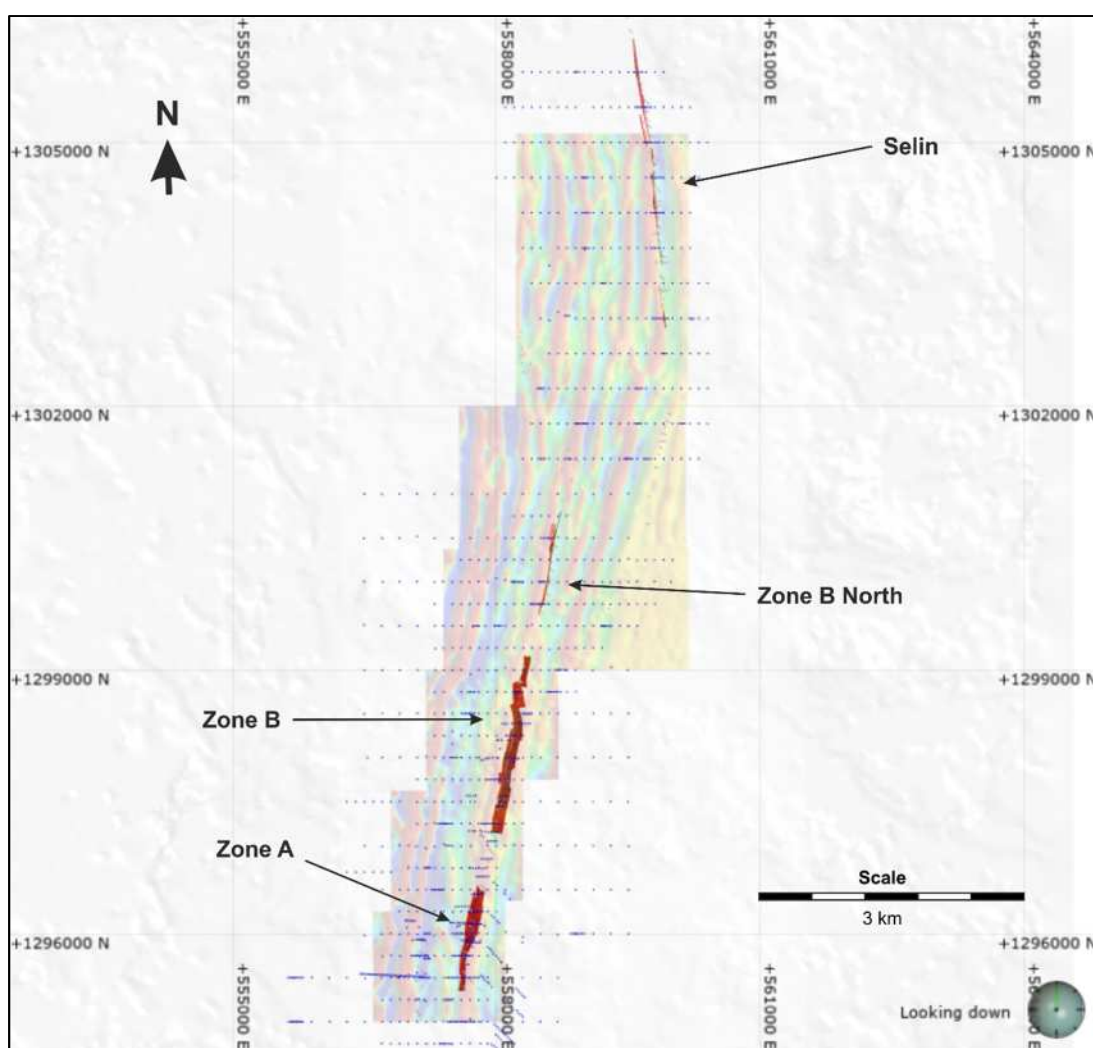 +555000 E
+558000 E
+561000 E
+564000 E
N
+1305000 N
+1305000 N
Selin
+1302000 N
+1302000 N
Zone B North
+1299000 N
+1299000 N
Zone B
Zone A
Scale
3 km
+1296000 N
+1296000 N
+555000 E
+558000 E
+561000 E
Looking down